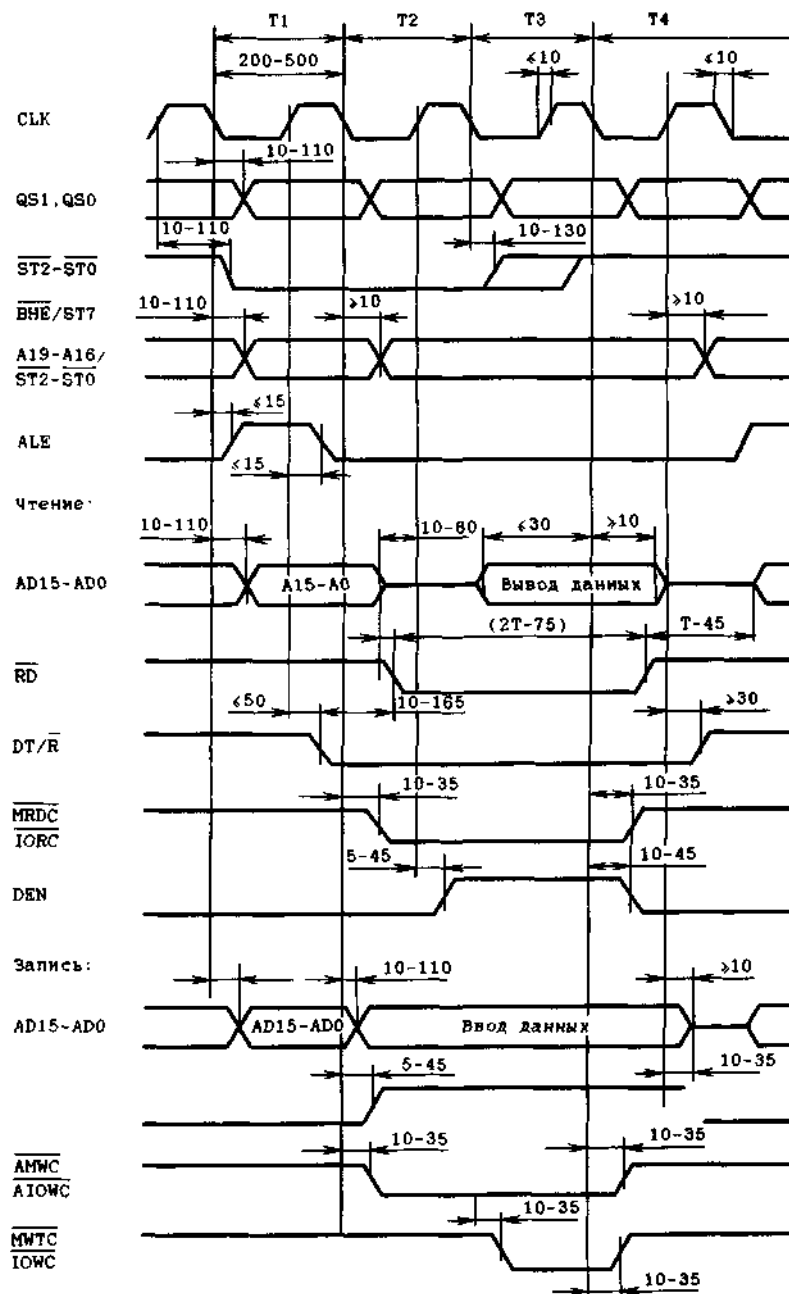 T1 T2 T3 T4
200-500 ≤10 ≤10
CLK
10-110
QS1,QS0
10-110 10-130
ST2-ST0
10-110 ≥10 ≥10
BHE/ST7
A19-A16/
ST2-ST0
≤15
ALE
≤15
Чтение:
10-110 10-80 ≤30 ≥10
AD15-AD0 A15-A0 Вывод данных
(2T-75) T-45
RD
≤50 10-165 ≥30
DT/R
10-35 10-35
MRDC
IORC
5-45 10-45
DEN
Запись:
10-110 ≥10
AD15-AD0 AD15-AD0 Ввод данных
5-45 10-35
10-35 10-35
AMWC
AIOWC
10-35
MWTC
IOWC
10-35